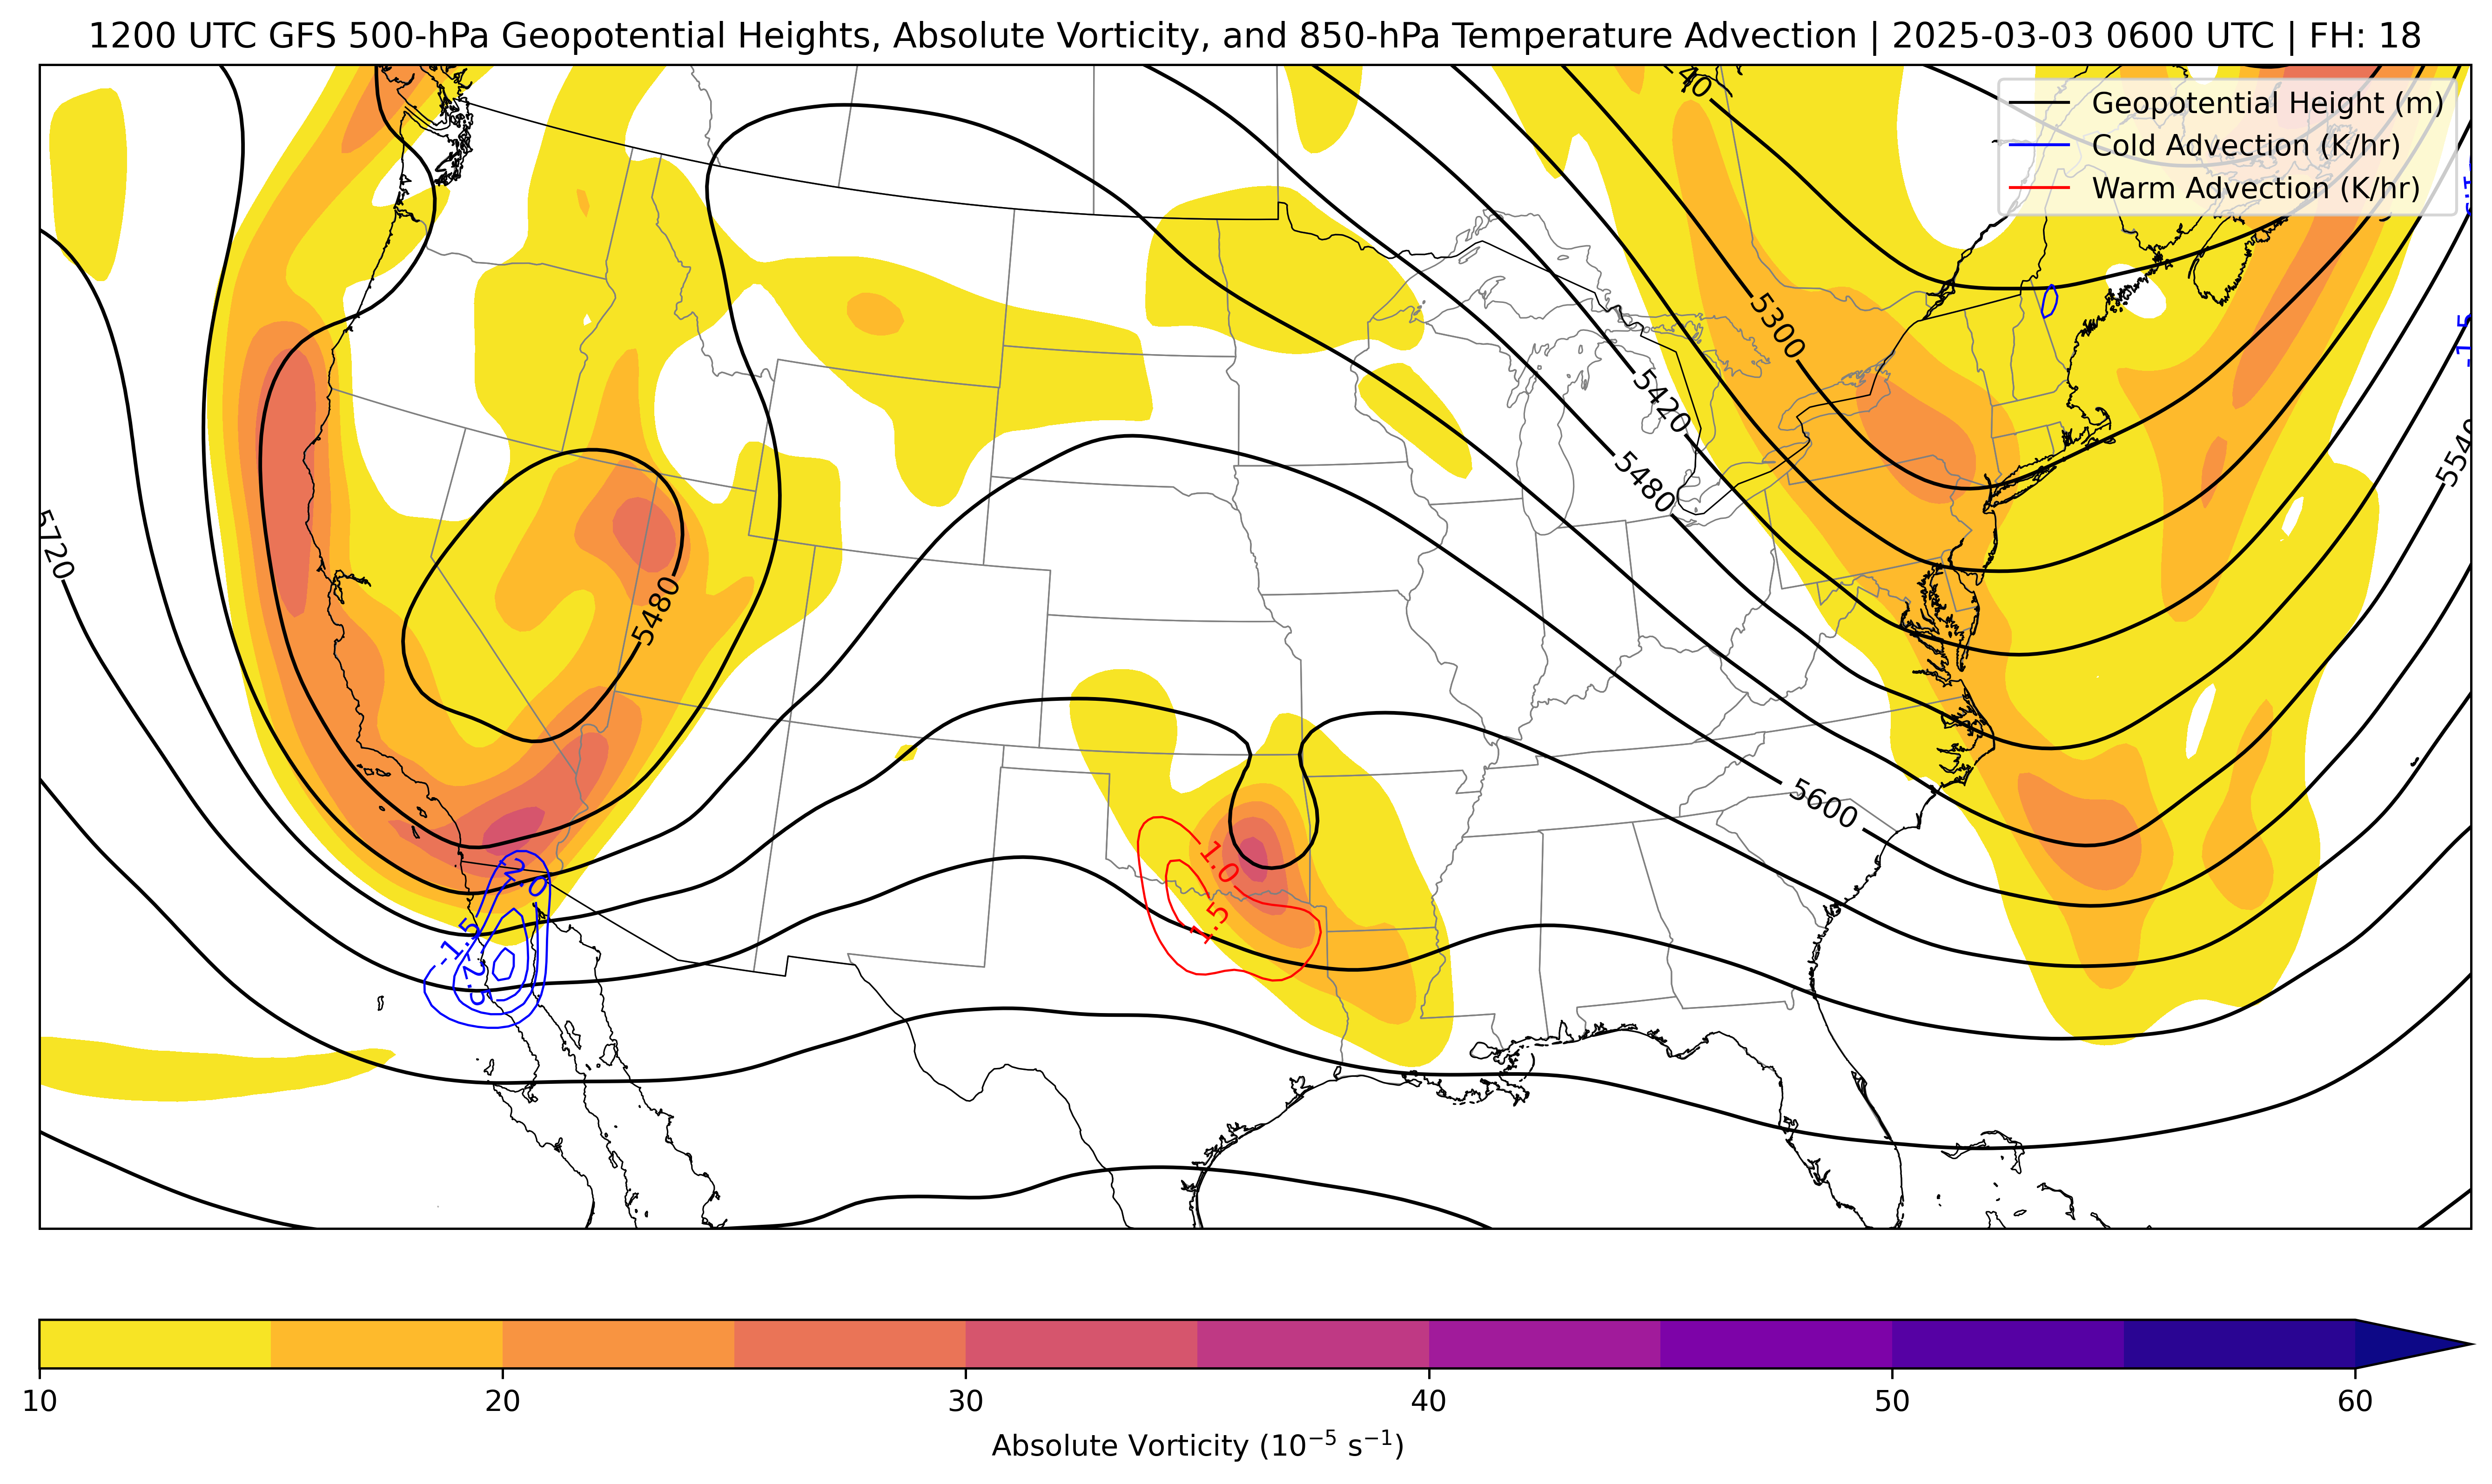 1200 UTC GFS 500-hPa Geopotential Heights, Absolute Vorticity, and 850-hPa Temperature Advection | 2025-03-03 0600 UTC | FH: 18
Geopotential Height (m)
Cold Advection (K/hr)
Warm Advection (K/hr)
5300
5420
5480
5540
5720
5480
5600
1.0
1.5
-2.0
-1.5
-2.5
-1.5
10 20 30 40 50 60
Absolute Vorticity (10⁻⁵ s⁻¹)